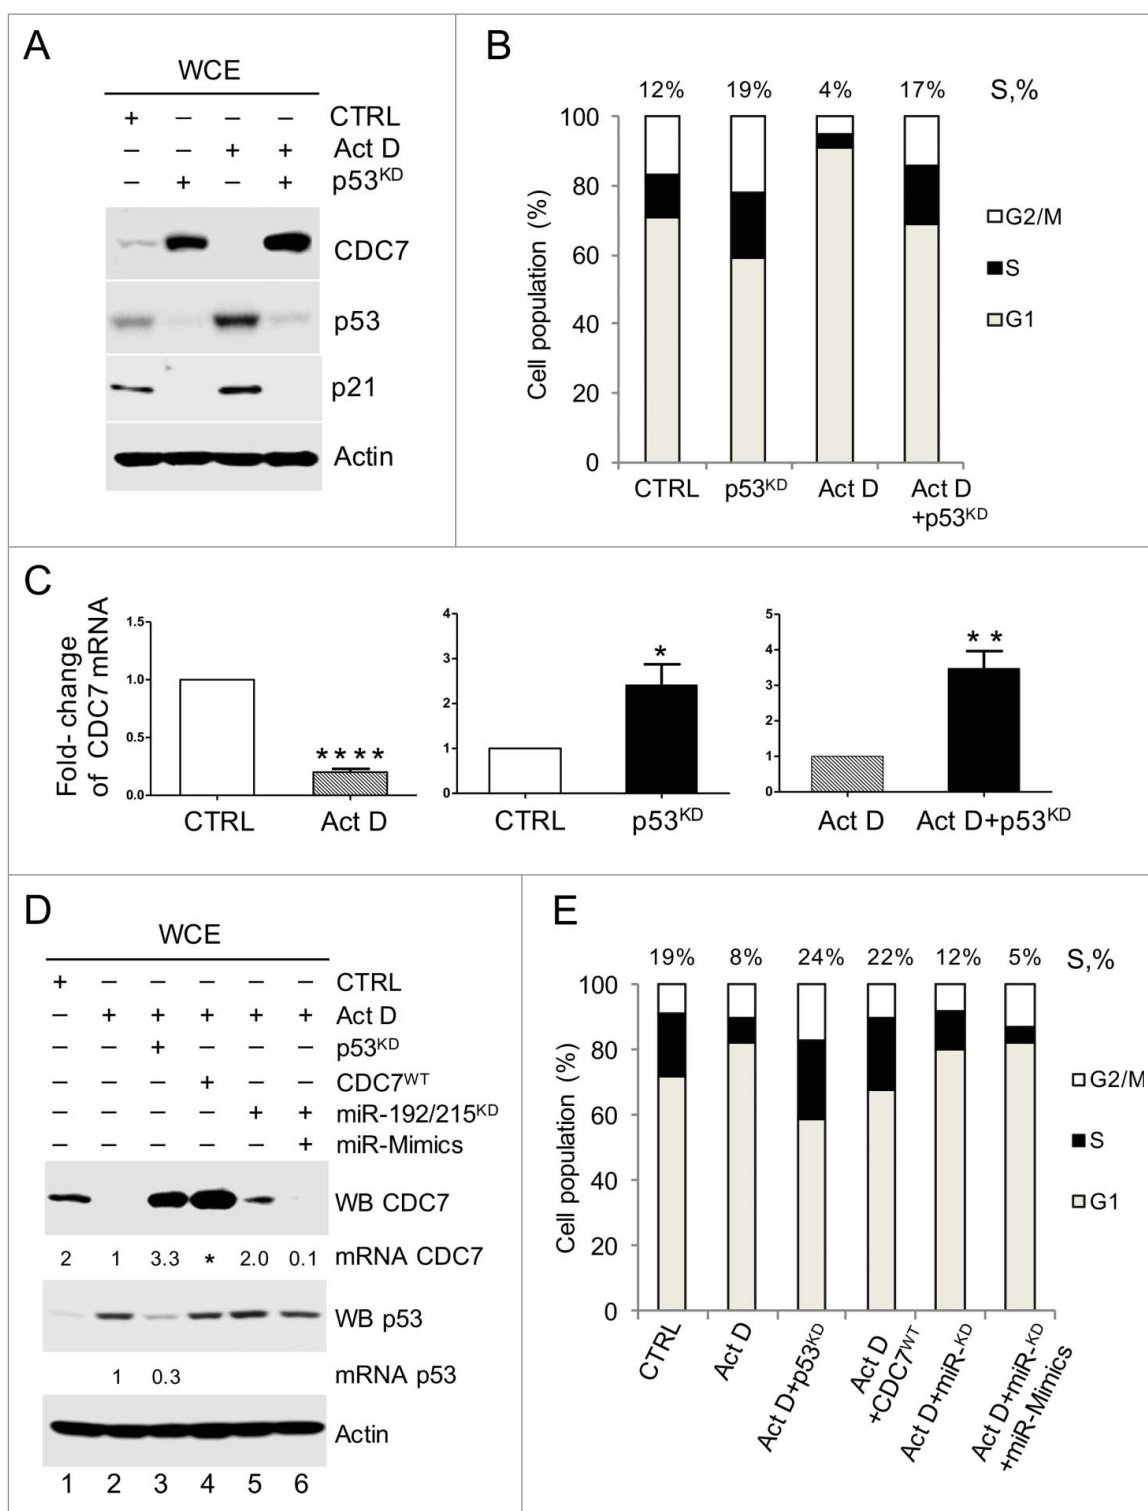 A
WCE
+ – – – CTRL
– – + + Act D
– + – + p53KD
CDC7
p53
p21
Actin
B
12% 19% 4% 17% S,%
Cell population (%)
100
80
60
40
20
0
G2/M
S
G1
CTRL p53KD Act D Act D
+p53KD
C
Fold- change
of CDC7 mRNA
1.5
1.0
0.5
0.0
****
CTRL Act D
4
3
2
1
0
*
CTRL p53KD
5
4
3
2
1
0
**
Act D Act D+p53KD
D
WCE
+ – – – – – CTRL
– + + + + + Act D
– – + – – – p53KD
– – – + – – CDC7WT
– – – – + + miR-192/215KD
– – – – – + miR-Mimics
WB CDC7
2 1 3.3 * 2.0 0.1 mRNA CDC7
WB p53
1 0.3 mRNA p53
Actin
1 2 3 4 5 6
E
19% 8% 24% 22% 12% 5% S,%
Cell population (%)
100
80
60
40
20
0
G2/M
S
G1
CTRL
Act D
Act D+p53KD
Act D
+CDC7WT
Act D+miR-KD
Act D+miR-KD
+miR-Mimics